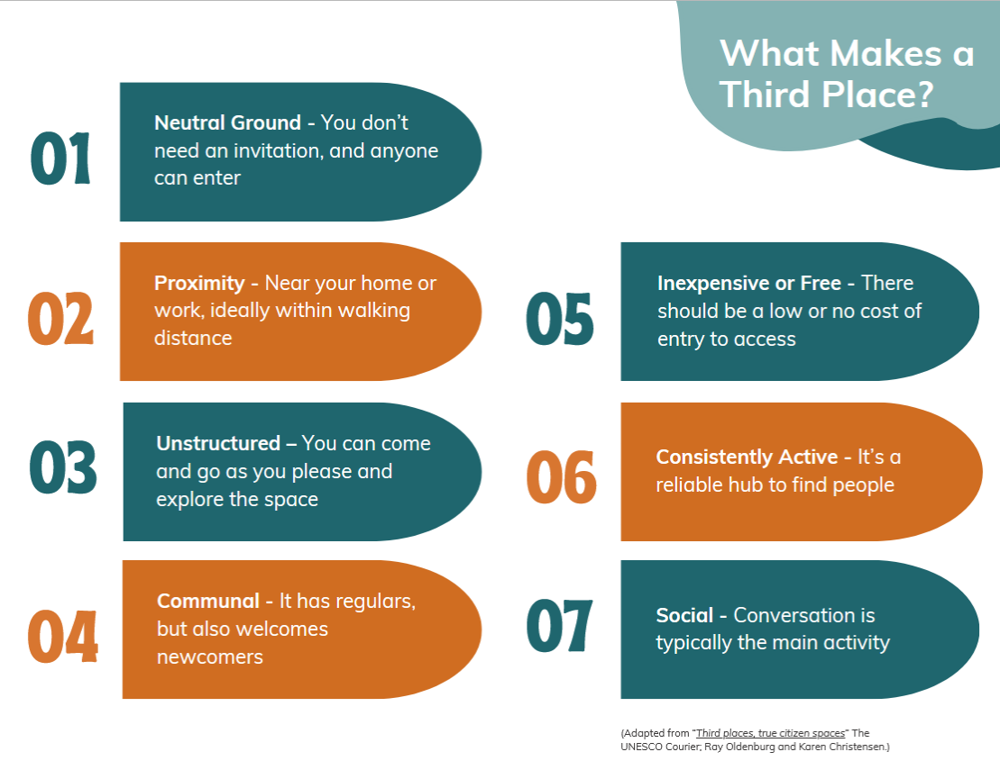 What Makes a
Third Place?
01
Neutral Ground - You don't
need an invitation, and anyone
can enter
02
Proximity - Near your home or
work, ideally within walking
distance
03
Unstructured – You can come
and go as you please and
explore the space
04
Communal - It has regulars,
but also welcomes
newcomers
05
Inexpensive or Free - There
should be a low or no cost of
entry to access
06
Consistently Active - It's a
reliable hub to find people
07
Social - Conversation is
typically the main activity
(Adapted from "Third places, true citizen spaces" The
UNESCO Courier; Ray Oldenburg and Karen Christensen.)